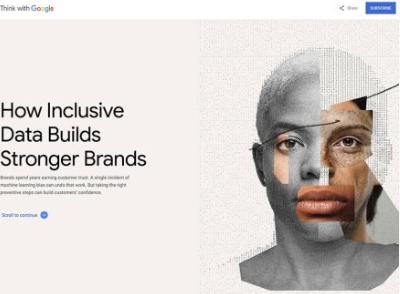 Think with Google
Share
SUBSCRIBE
How Inclusive
Data Builds
Stronger Brands
Brands spend years earning customer trust. A single incident of
machine learning bias can undo that work. But taking the right
preventive steps can build customers' confidence.
Scroll to continue